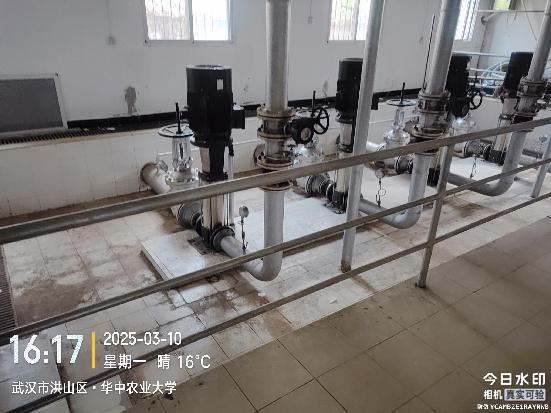 16:17
2025-03-10
星期一 晴 16℃
武汉市洪山区·华中农业大学
今日水印
相机 真实可验